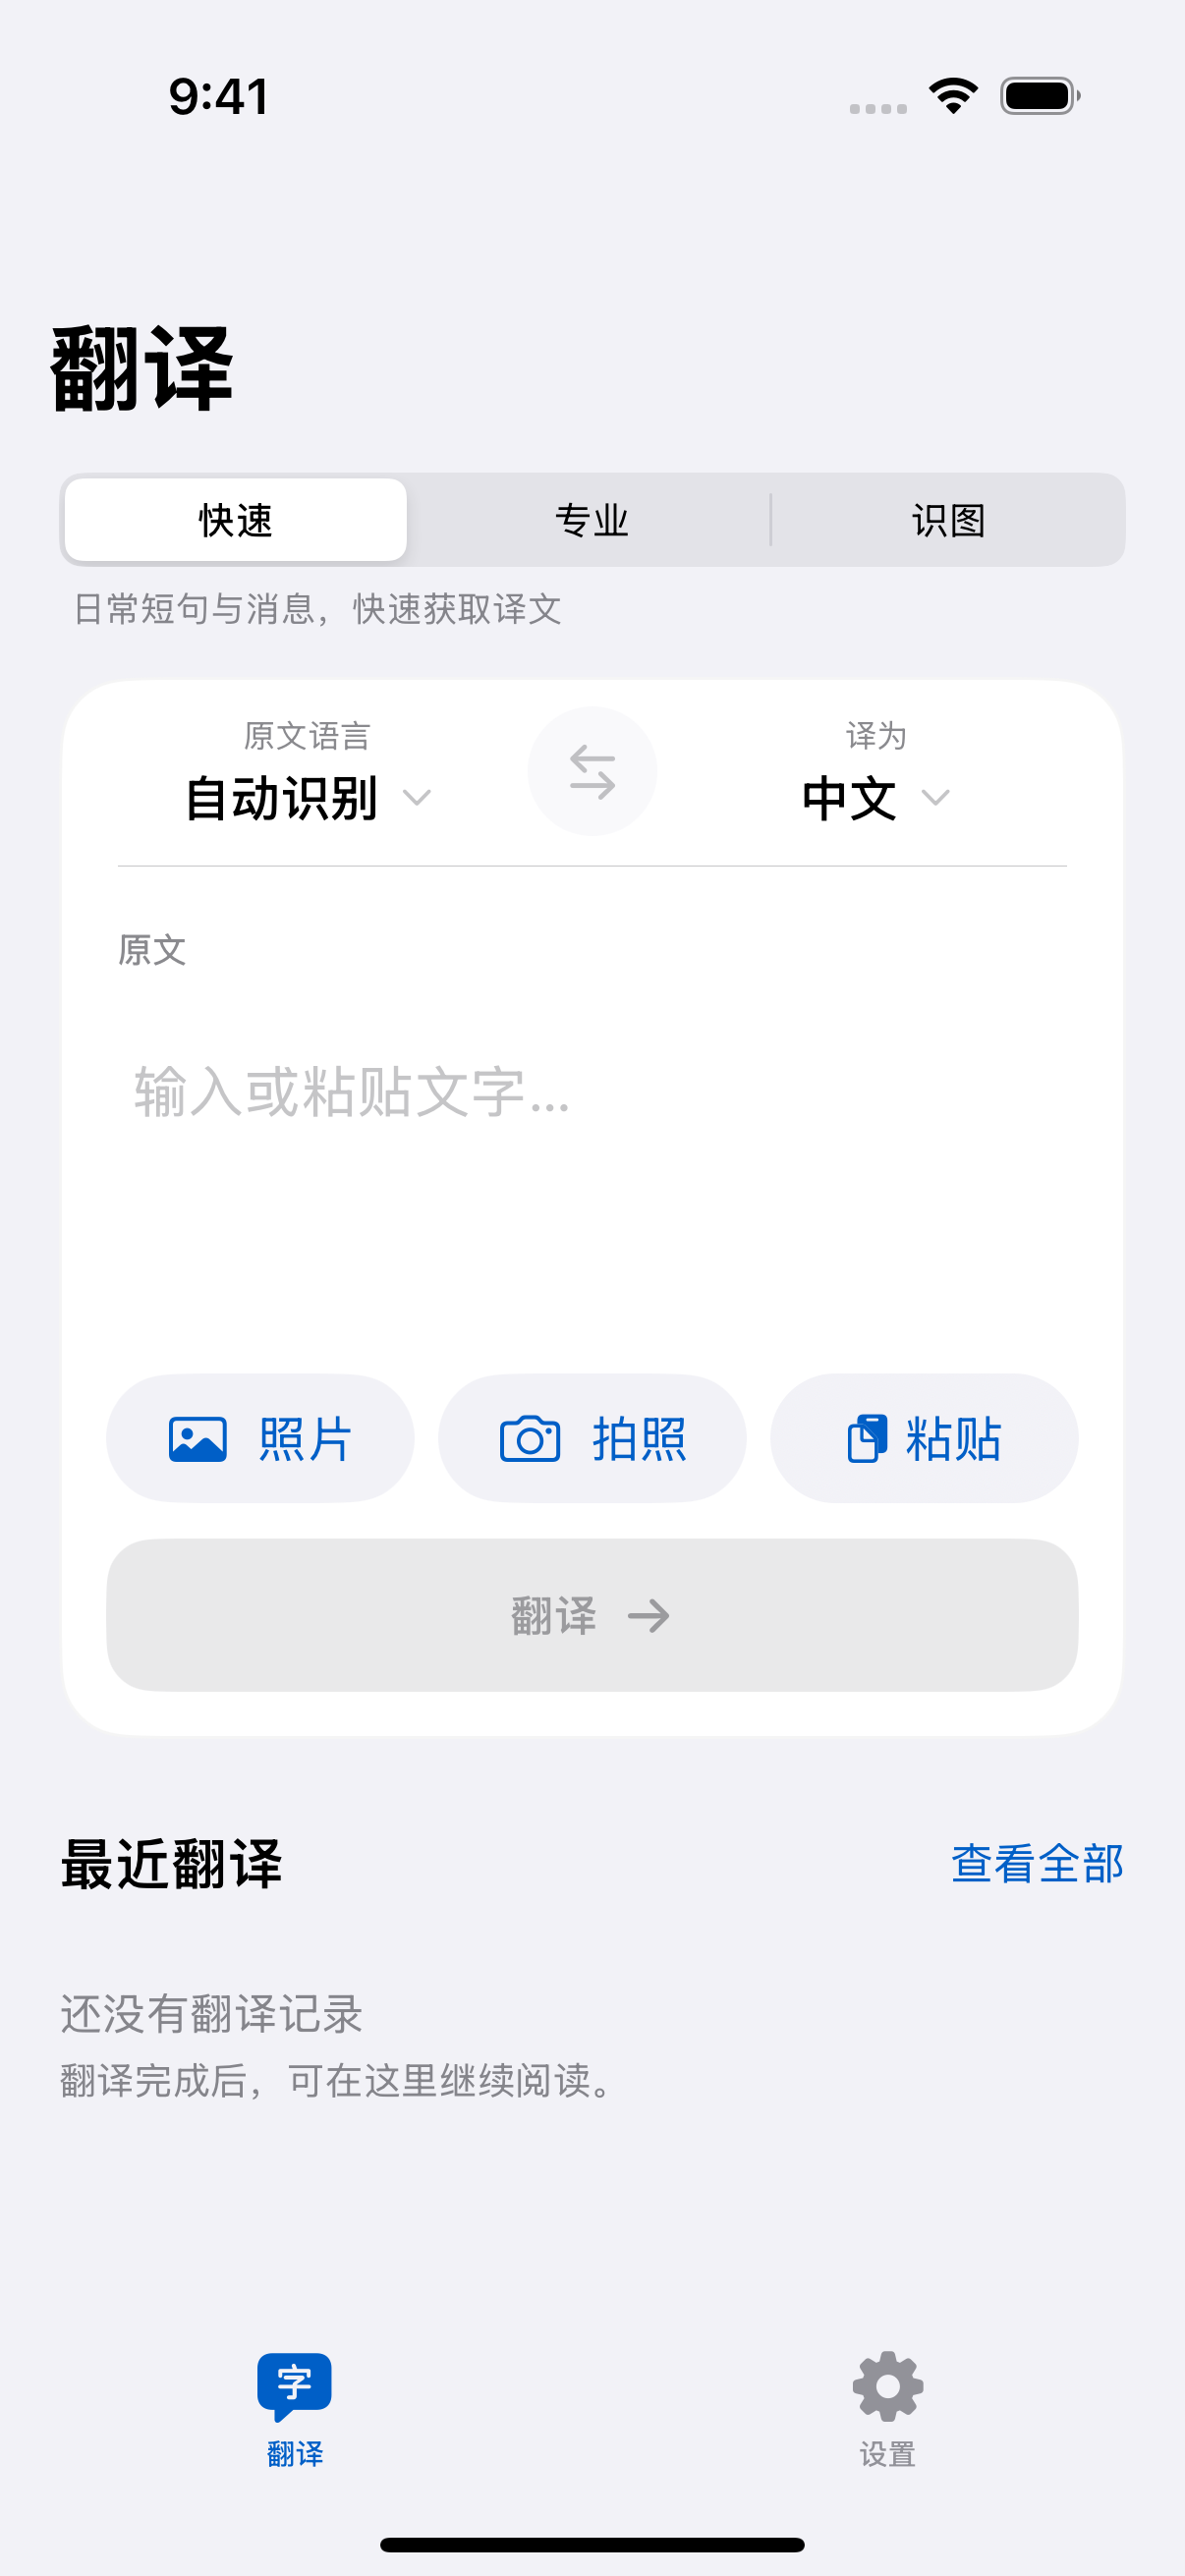 9:41
翻译
快速
专业
识图
日常短句与消息，快速获取译文
原文语言
译为
自动识别
中文
原文
输入或粘贴文字...
照片
拍照
粘贴
翻译 →
最近翻译
查看全部
还没有翻译记录
翻译完成后，可在这里继续阅读。
字
翻译
设置